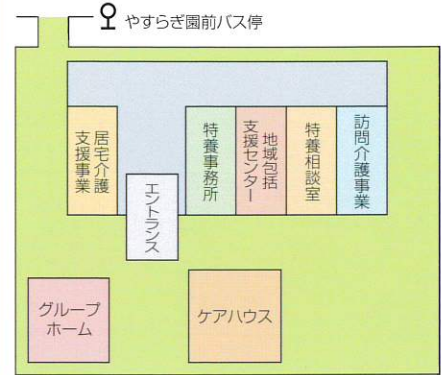 やすらぎ園前バス停
居宅介護
支援事業
エントランス
特養事務所
地域包括
支援センター
特養相談室
訪問介護事業
グループ
ホーム
ケアハウス